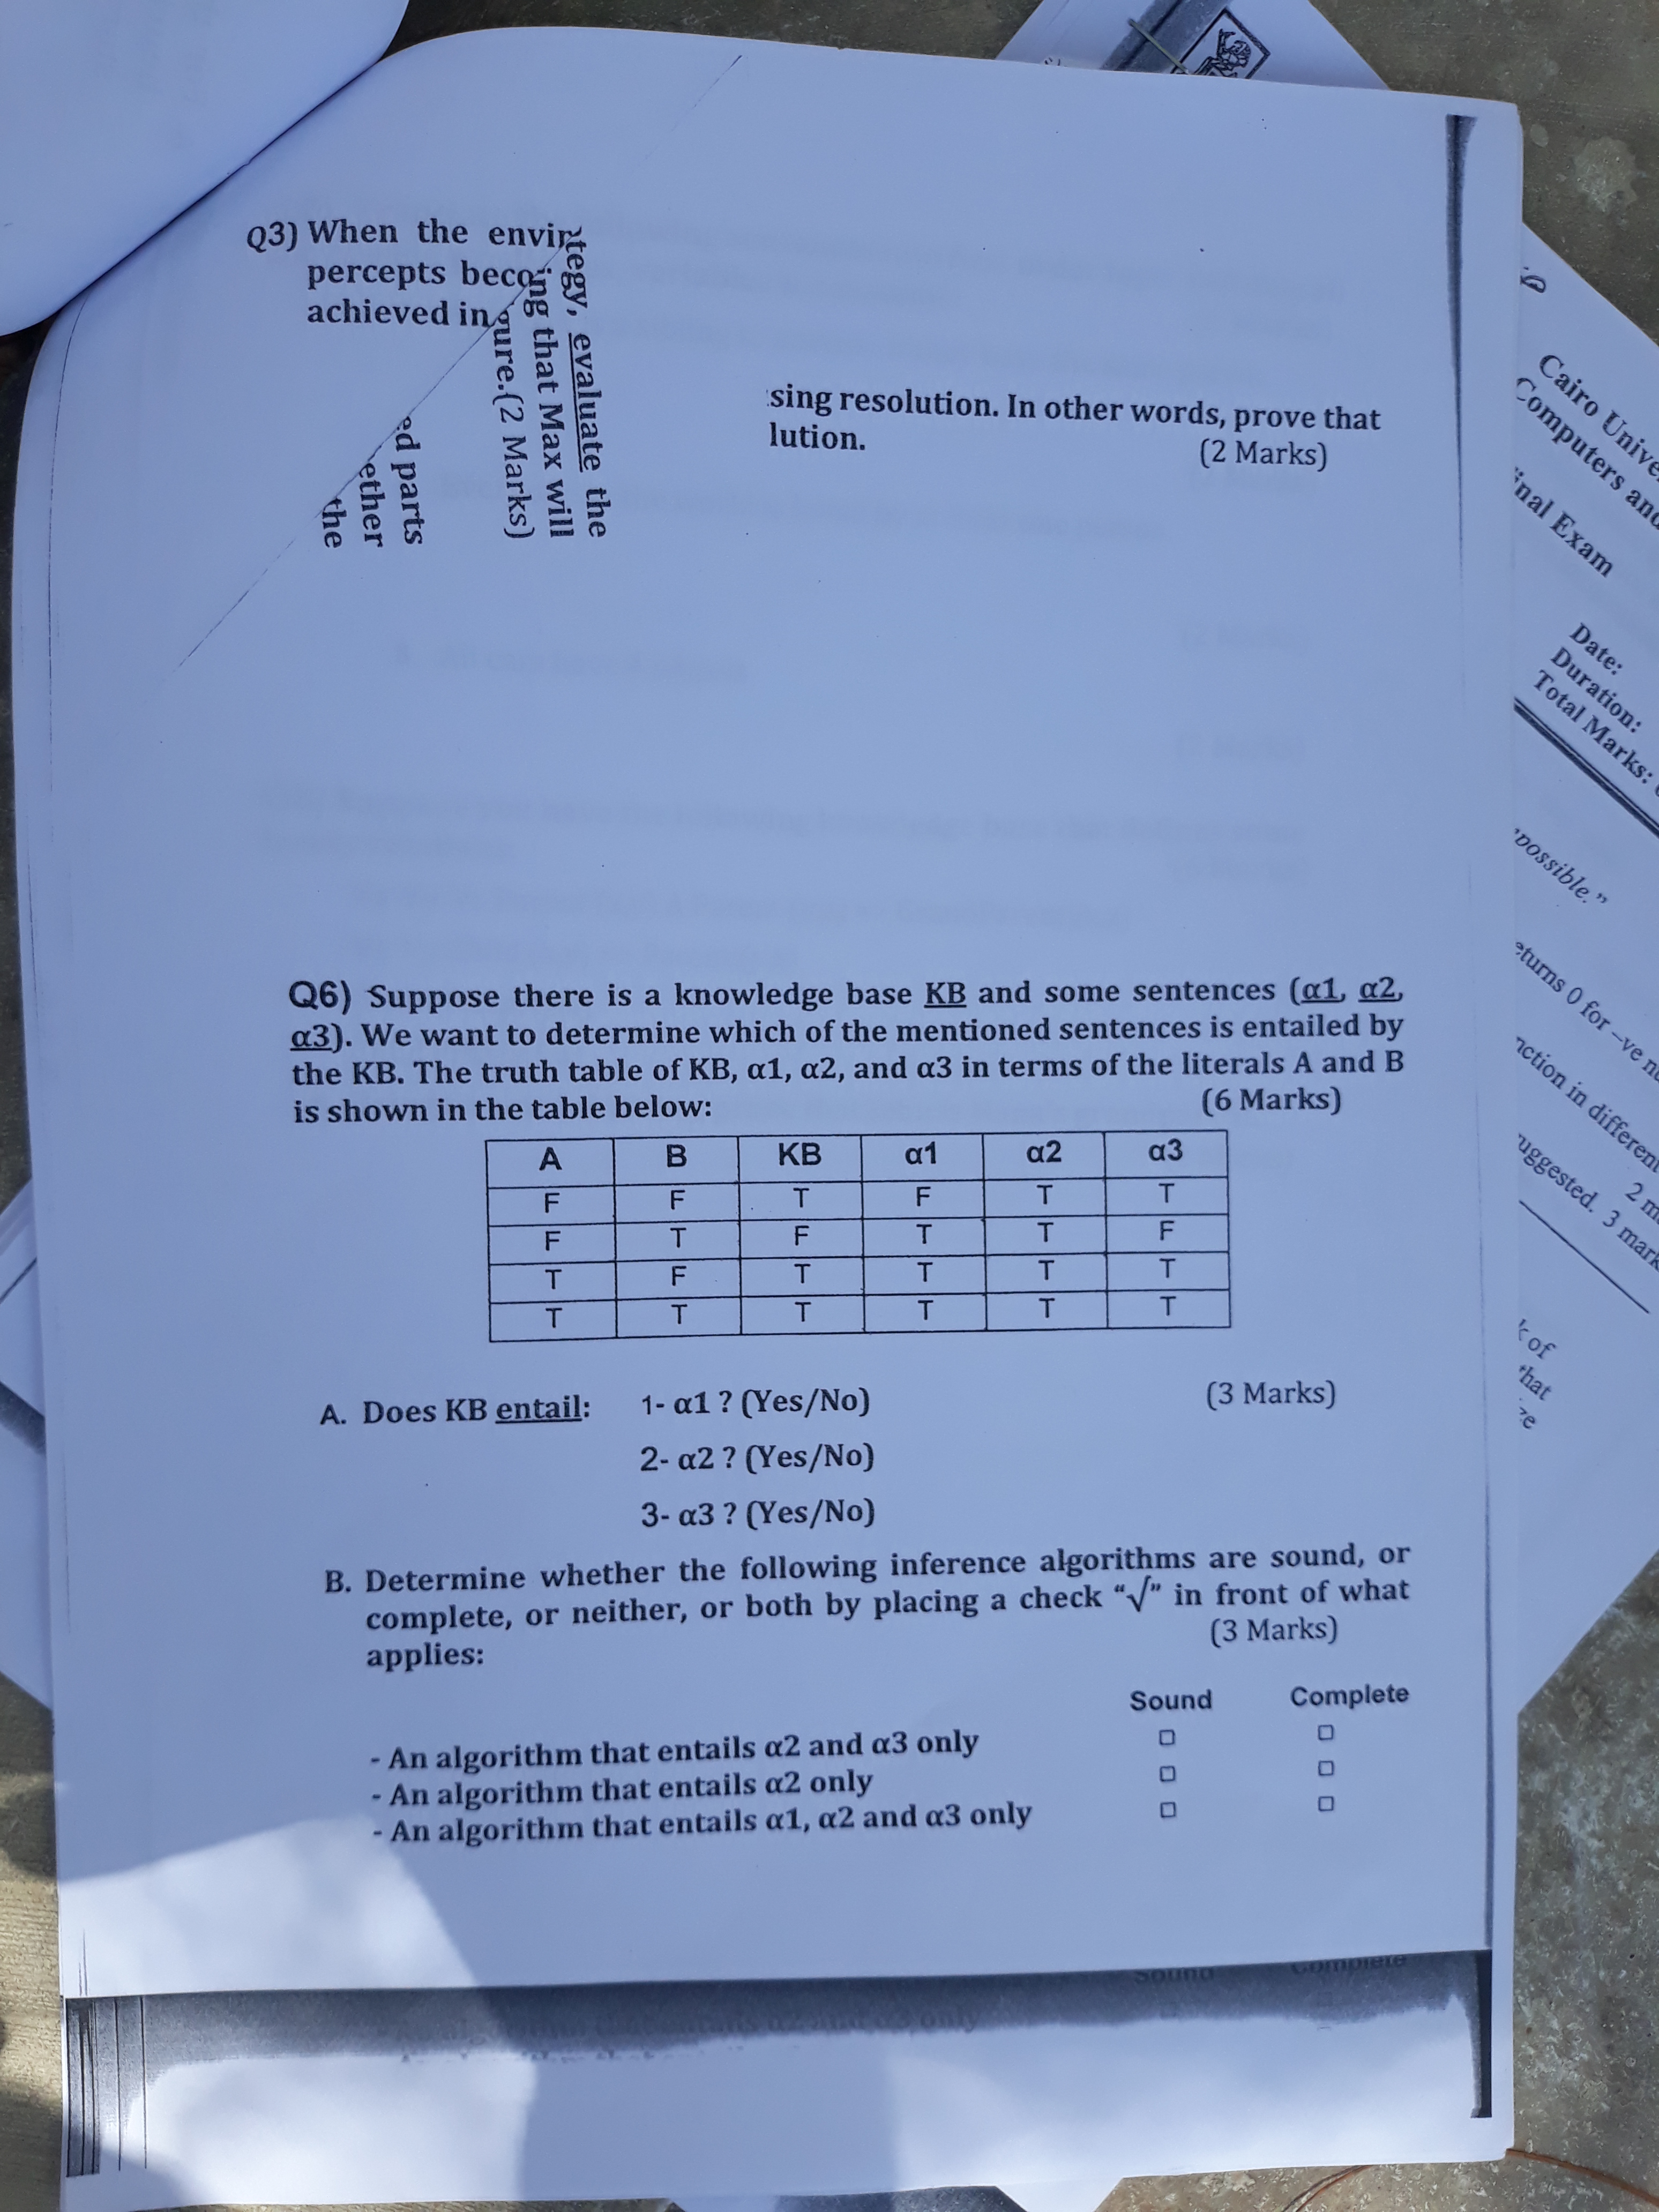 Q3) When the envir
percepts beco
achieved in
tegy, evaluate the
ing that Max will
gure.(2 Marks)
ed parts
ether
the
sing resolution. In other words, prove that
lution. (2 Marks)
Q6) Suppose there is a knowledge base KB and some sentences (α1, α2,
α3). We want to determine which of the mentioned sentences is entailed by
the KB. The truth table of KB, α1, α2, and α3 in terms of the literals A and B
is shown in the table below: (6 Marks)
A B KB α1 α2 α3
F F T F T T
F T F T T F
T F T T T T
T T T T T T
A. Does KB entail: 1- α1 ? (Yes/No) (3 Marks)
2- α2 ? (Yes/No)
3- α3 ? (Yes/No)
B. Determine whether the following inference algorithms are sound, or
complete, or neither, or both by placing a check “√” in front of what
applies: (3 Marks)
Sound Complete
- An algorithm that entails α2 and α3 only
- An algorithm that entails α2 only
- An algorithm that entails α1, α2 and α3 only
Sound Complete
Cairo Unive
Computers and
inal Exam
Date:
Duration:
Total Marks:
possible.”
eturns 0 for –ve nu
nction in different
2 m
uggested. 3 mark
k of
that
ze